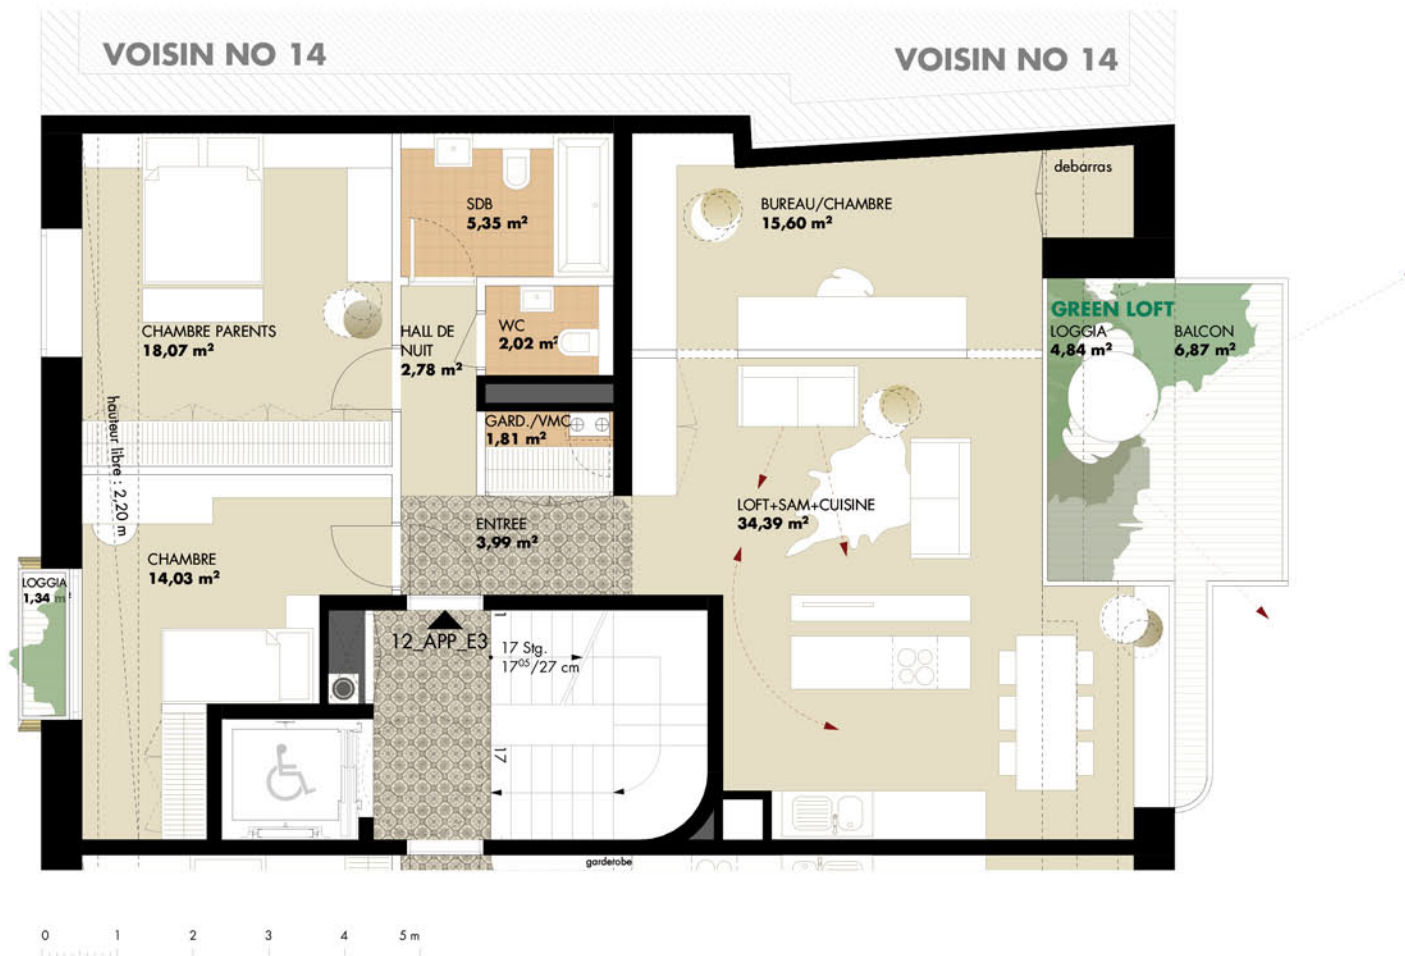 VOISIN NO 14
VOISIN NO 14
debarras
SDB
5,35 m²
BUREAU/CHAMBRE
15,60 m²
GREEN LOFT
LOGGIA
4,84 m²
BALCON
6,87 m²
CHAMBRE PARENTS
18,07 m²
HALL DE
NUIT
2,78 m²
WC
2,02 m²
hauteur libre : 2,20 m
GARD./VMC
1,81 m²
LOFT+SAM+CUISINE
34,39 m²
ENTREE
3,99 m²
CHAMBRE
14,03 m²
LOGGIA
1,34 m²
12_APP_E3
1
17 Stg.
17⁰⁵/27 cm
17
garderobe
0 1 2 3 4 5 m